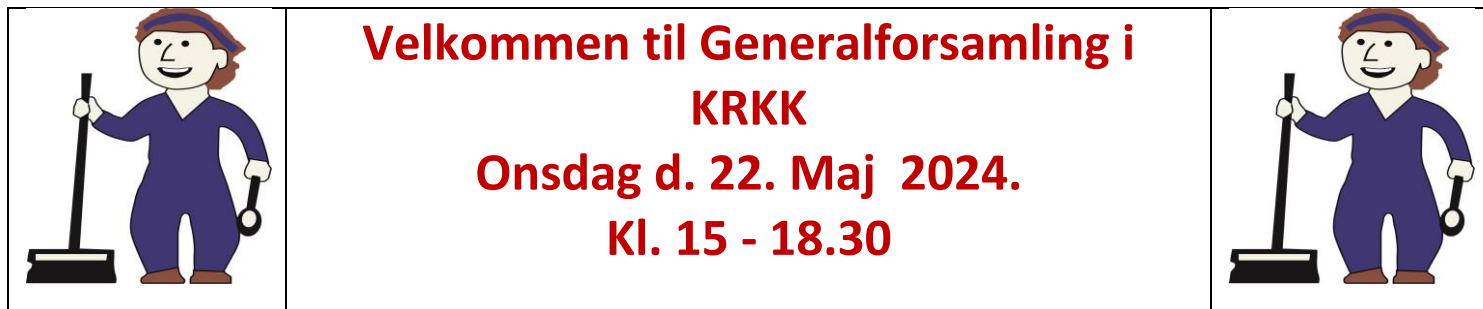 Velkommen til Generalforsamling i
KRKK
Onsdag d. 22. Maj  2024.
Kl. 15 - 18.30